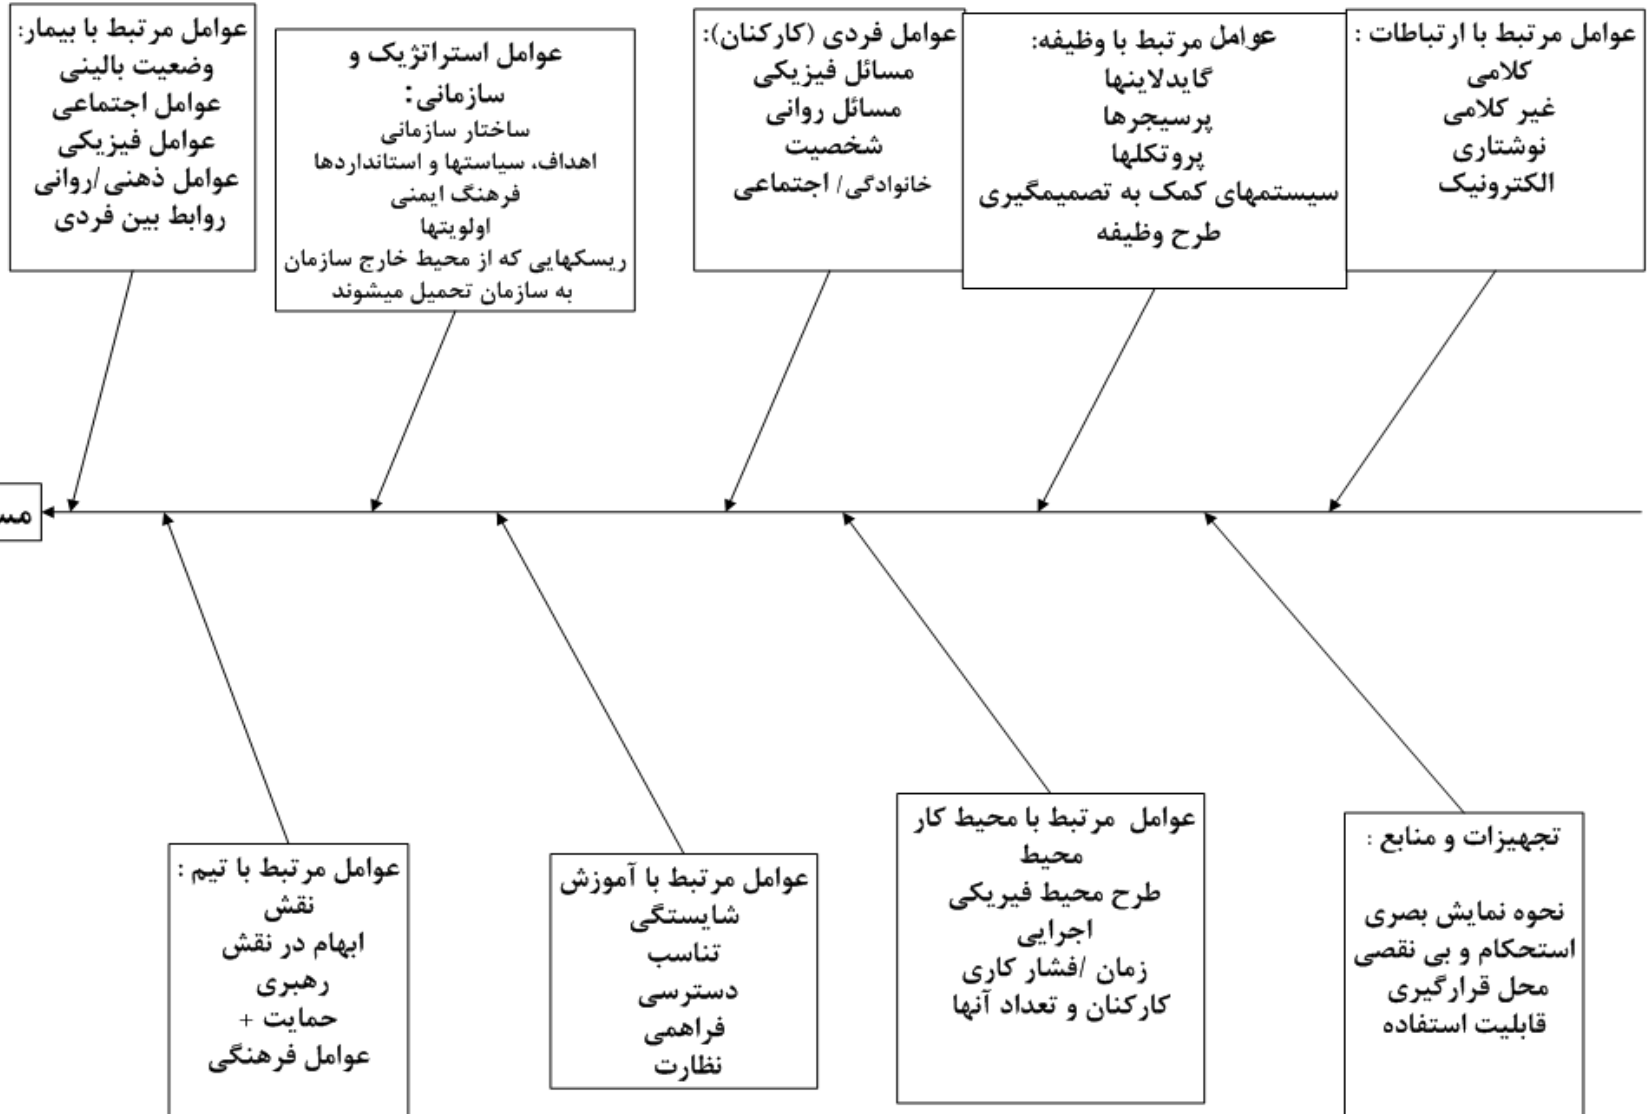 عوامل مرتبط با ارتباطات :
کلامی
غیر کلامی
نوشتاری
الکترونیک
عوامل مرتبط با وظیفه:
گایدلاینها
پرسیجرها
پروتکلها
سیستمهای کمک به تصمیمگیری
طرح وظیفه
عوامل فردی (کارکنان):
مسائل فیزیکی
مسائل روانی
شخصیت
خانوادگی/ اجتماعی
عوامل استراتژیک و
سازمانی:
ساختار سازمانی
اهداف، سیاستها و استانداردها
فرهنگ ایمنی
اولویتها
ریسکهایی که از محیط خارج سازمان
به سازمان تحمیل میشوند
عوامل مرتبط با بیمار:
وضعیت بالینی
عوامل اجتماعی
عوامل فیزیکی
عوامل ذهنی/روانی
روابط بین فردی
تجهیزات و منابع :
نحوه نمایش بصری
استحکام و بی نقصی
محل قرارگیری
قابلیت استفاده
عوامل مرتبط با محیط کار
محیط
طرح محیط فیریکی
اجرایی
زمان /فشار کاری
کارکنان و تعداد آنها
عوامل مرتبط با آموزش
شایستگی
تناسب
دسترسی
فراهمی
نظارت
عوامل مرتبط با تیم :
نقش
ابهام در نقش
رهبری
حمایت +
عوامل فرهنگی